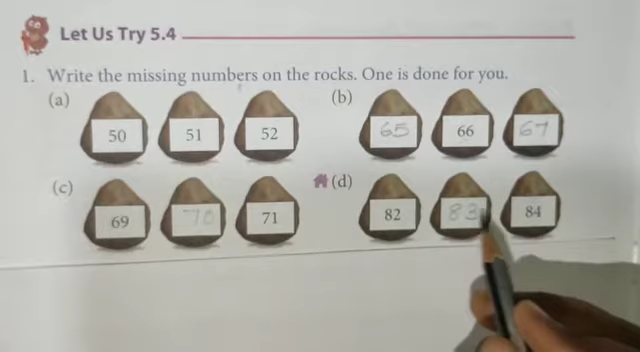 Let Us Try 5.4
1. Write the missing numbers on the rocks. One is done for you.
(a) 50 51 52
(b) 65 66 67
(c) 69 70 71
(d) 82 83 84